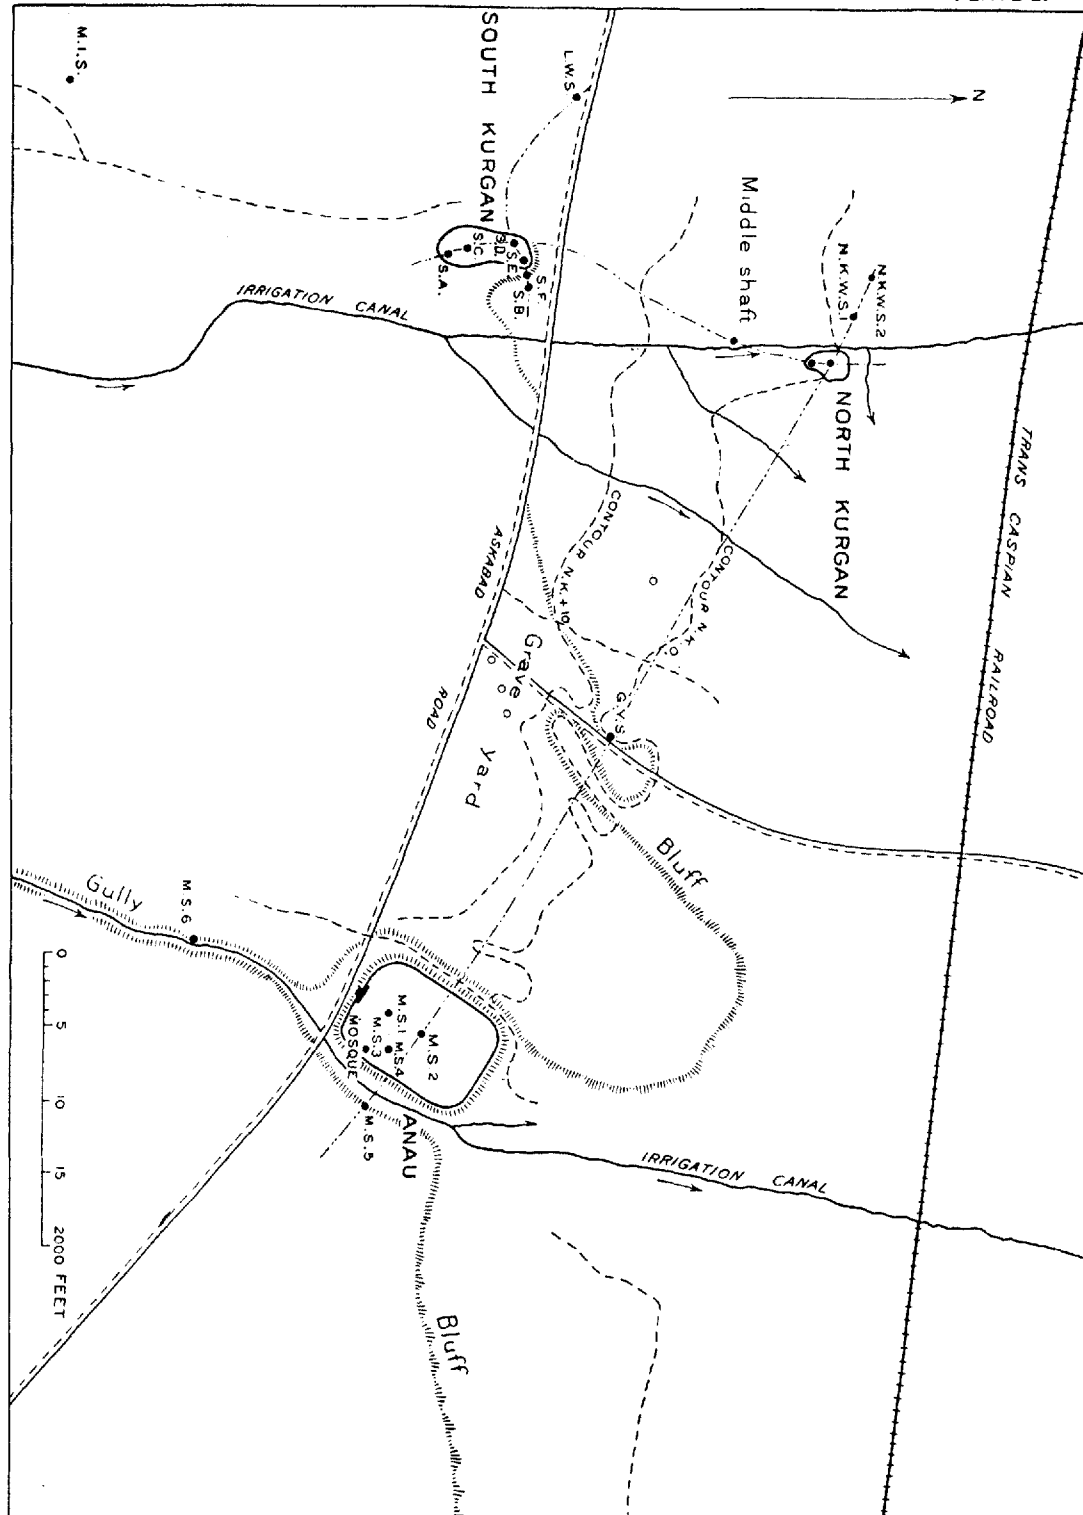 M.I.S.
SOUTH KURGAN
L.W.S
N
Middle shaft
N.K.W.S.1
N.K.W.S.2
S.A.
S.C.
S.D.
S.E.
S.F.
S.B.
IRRIGATION CANAL
NORTH KURGAN
TRANS CASPIAN RAILROAD
CONTOUR N.K.+10
CONTOUR N.K.
ASKABAD ROAD
Grave yard
G.Y.S.
Bluff
Gully
M.S.6
M.S.1
M.S.2
M.S.3
M.S.4
MOSQUE
M.S.5
ANAU
IRRIGATION CANAL
Bluff
0 5 10 15 2000 FEET